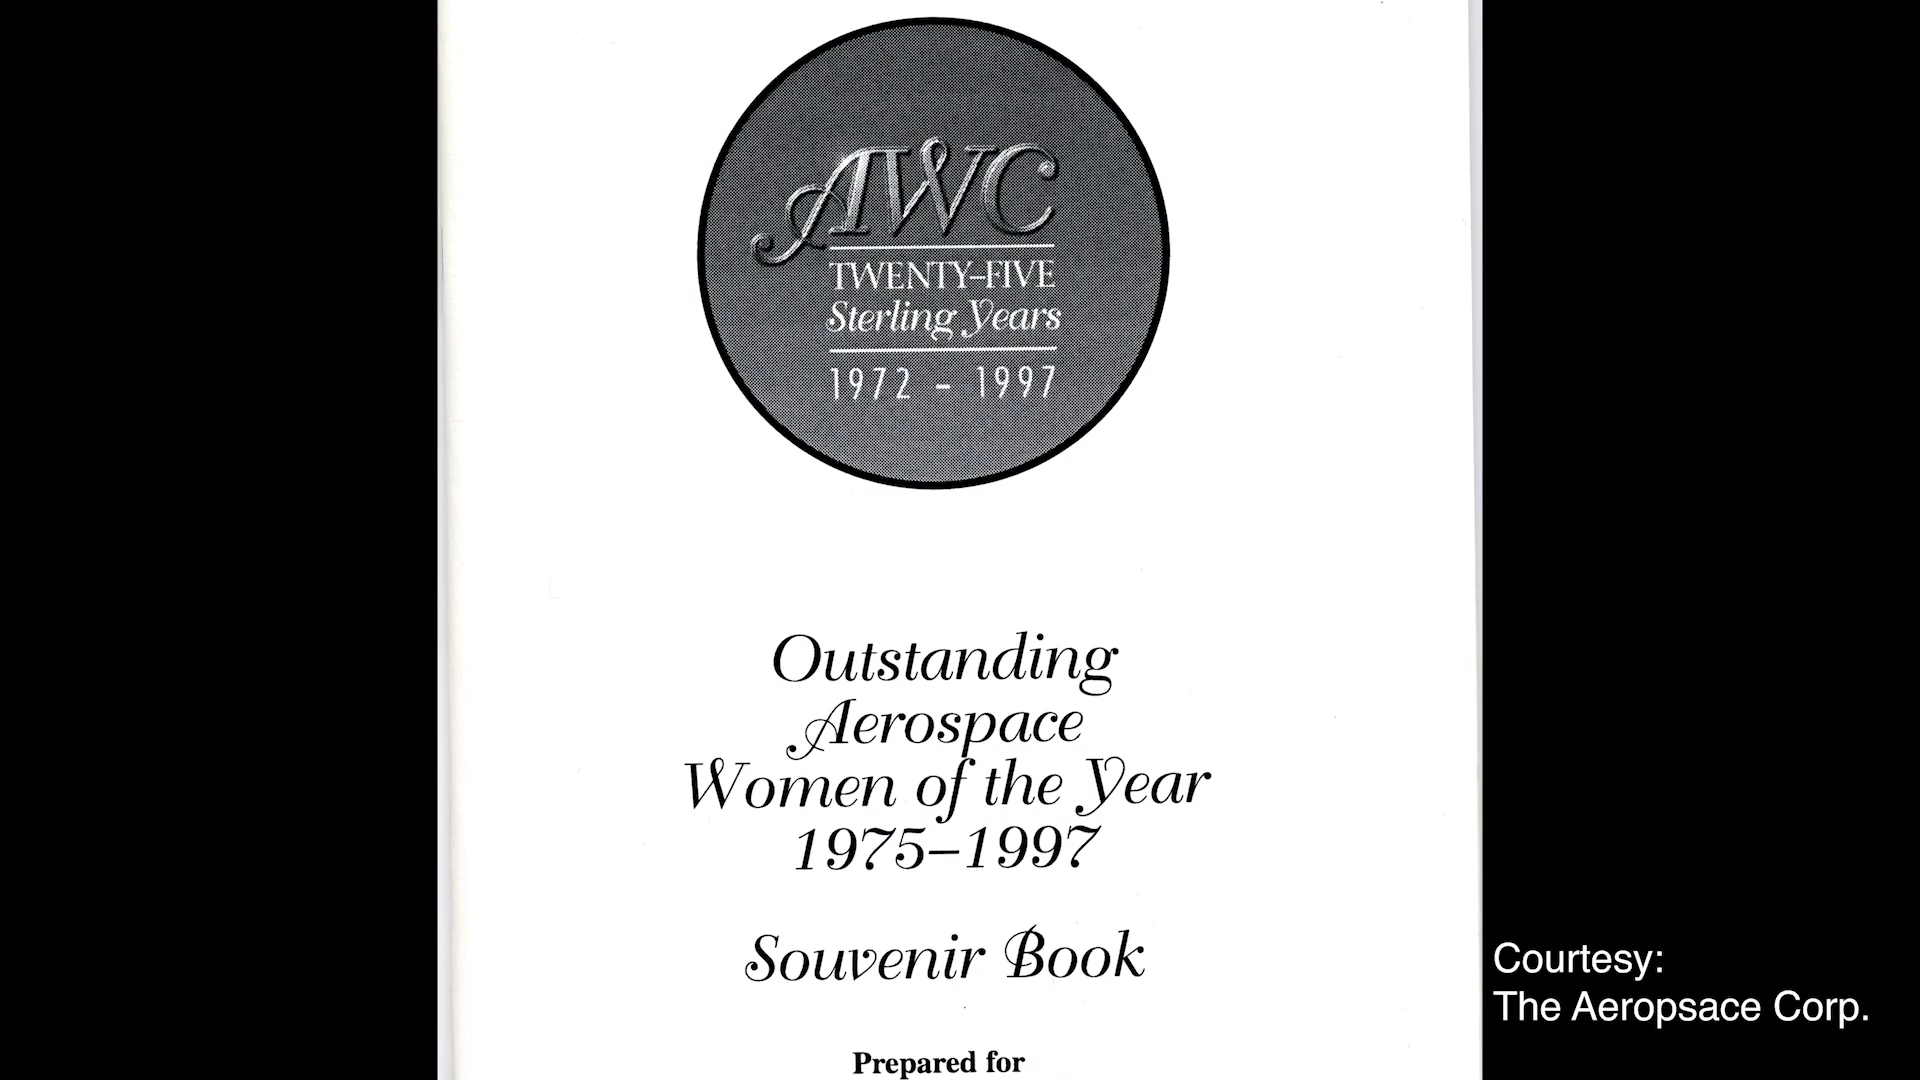 AWC
TWENTY–FIVE
Sterling Years
1972 - 1997
Outstanding
Aerospace
Women of the Year
1975–1997
Souvenir Book
Prepared for
Courtesy:
The Aeropsace Corp.